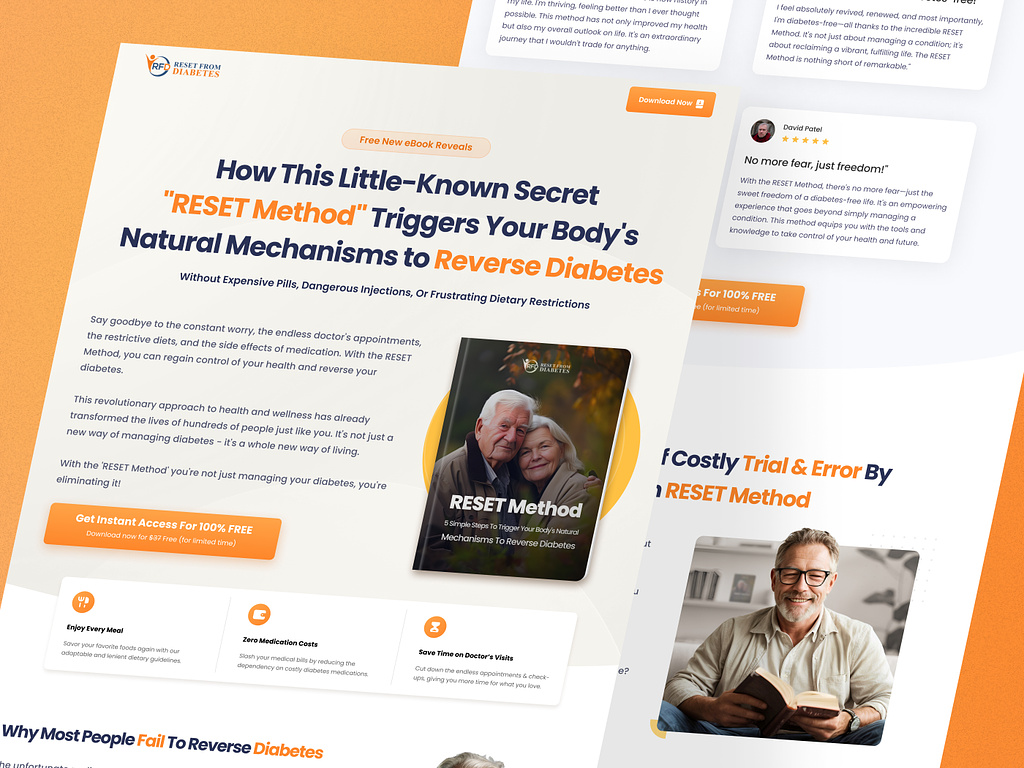 RFD RESET FROM
DIABETES
Download Now
Free New eBook Reveals
How This Little-Known Secret
"RESET Method" Triggers Your Body's
Natural Mechanisms to Reverse Diabetes
Without Expensive Pills, Dangerous Injections, Or Frustrating Dietary Restrictions
Say goodbye to the constant worry, the endless doctor's appointments,
the restrictive diets, and the side effects of medication. With the RESET
Method, you can regain control of your health and reverse your
diabetes.
This revolutionary approach to health and wellness has already
transformed the lives of hundreds of people just like you. It's not just a
new way of managing diabetes - it's a whole new way of living.
With the 'RESET Method' you're not just managing your diabetes, you're
eliminating it!
Get Instant Access For 100% FREE
Download now for $37 Free (for limited time)
RFD RESET FROM
DIABETES
RESET Method
5 Simple Steps To Trigger Your Body's Natural
Mechanisms To Reverse Diabetes
Enjoy Every Meal
Savor your favorite foods again with our
adaptable and lenient dietary guidelines.
Zero Medication Costs
Slash your medical bills by reducing the
dependency on costly diabetes medications.
Save Time on Doctor's Visits
Cut down the endless appointments & check-
ups, giving you more time for what you love.
Why Most People Fail To Reverse Diabetes
my life. I'm thriving, feeling better than I ever thought
possible. This method has not only improved my health
but also my overall outlook on life. It's an extraordinary
journey that I wouldn't trade for anything.
I feel absolutely revived, renewed, and most importantly,
I'm diabetes-free—all thanks to the incredible RESET
Method. It's not just about managing a condition; it's
about reclaiming a vibrant, fulfilling life. The RESET
Method is nothing short of remarkable."
David Patel
No more fear, just freedom!"
With the RESET Method, there's no more fear—just the
sweet freedom of a diabetes-free life. It's an empowering
experience that goes beyond simply managing a
condition. This method equips you with the tools and
knowledge to take control of your health and future.
s For 100% FREE
ee (for limited time)
f Costly Trial & Error By
RESET Method